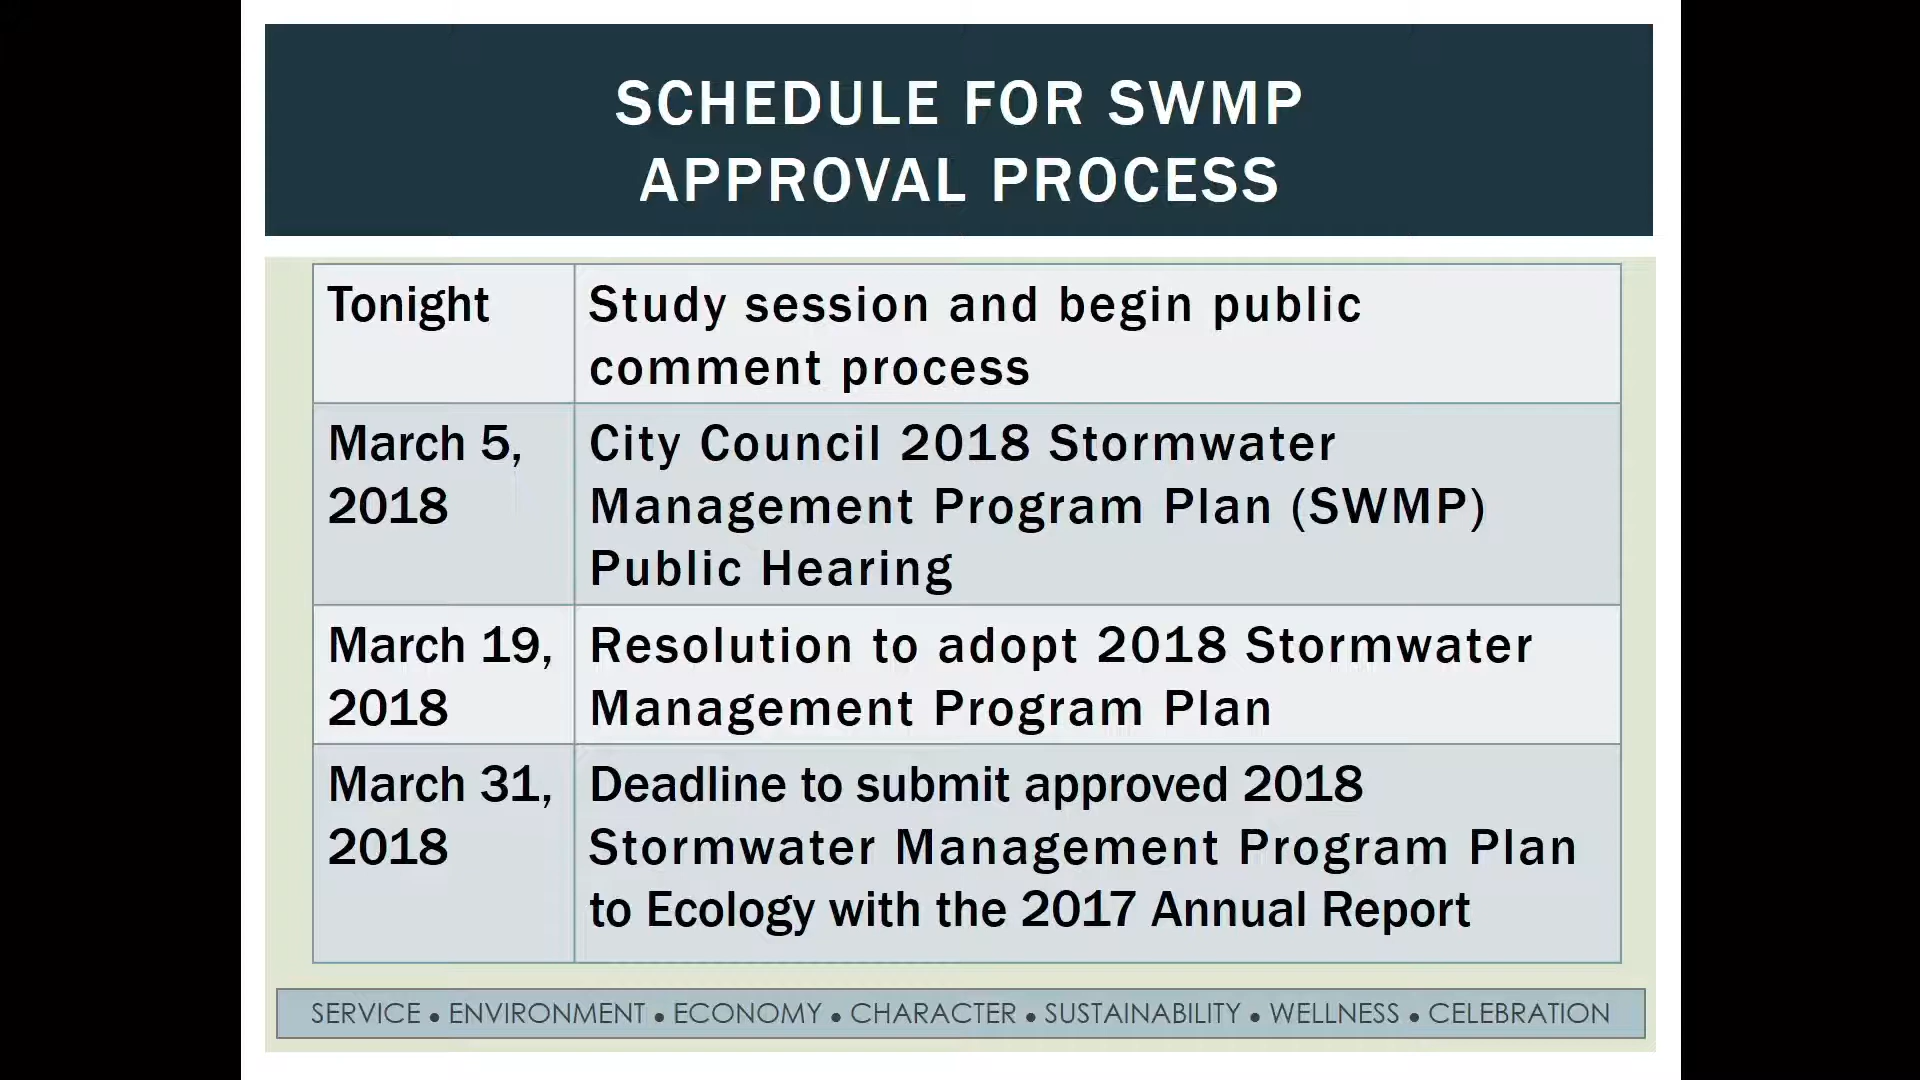 SCHEDULE FOR SWMP
APPROVAL PROCESS
Tonight
Study session and begin public
comment process
March 5,
2018
City Council 2018 Stormwater
Management Program Plan (SWMP)
Public Hearing
March 19,
2018
Resolution to adopt 2018 Stormwater
Management Program Plan
March 31,
2018
Deadline to submit approved 2018
Stormwater Management Program Plan
to Ecology with the 2017 Annual Report
SERVICE • ENVIRONMENT • ECONOMY • CHARACTER • SUSTAINABILITY • WELLNESS • CELEBRATION